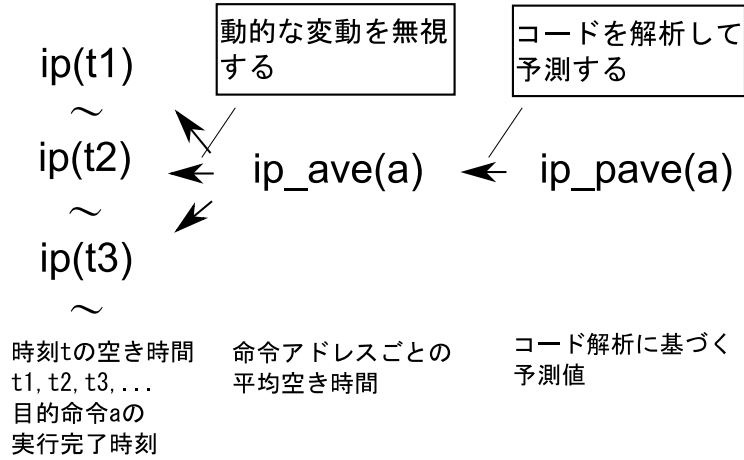 動的な変動を無視
する
コードを解析して
予測する
ip(t1)
~
ip(t2)
~
ip(t3)
~
ip_ave(a)
ip_pave(a)
時刻tの空き時間
t1,t2,t3,...
目的命令aの
実行完了時刻
命令アドレスごとの
平均空き時間
コード解析に基づく
予測値